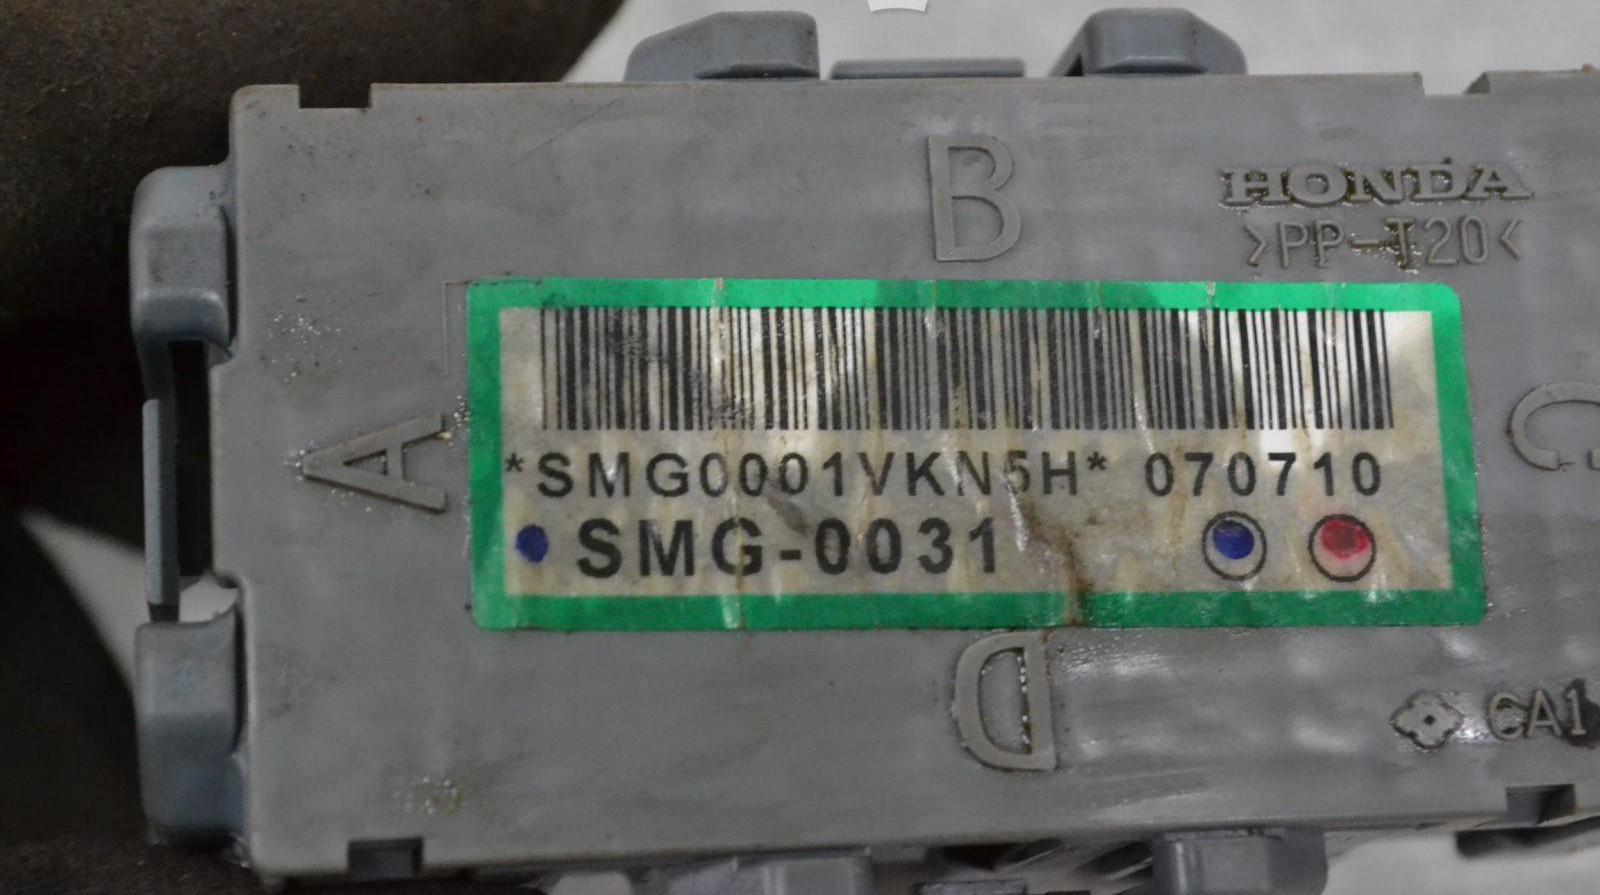 B
HONDA
>PP-T20<
A
*SMG0001VKN5H* 070710
C
SMG-0031
D
CA1